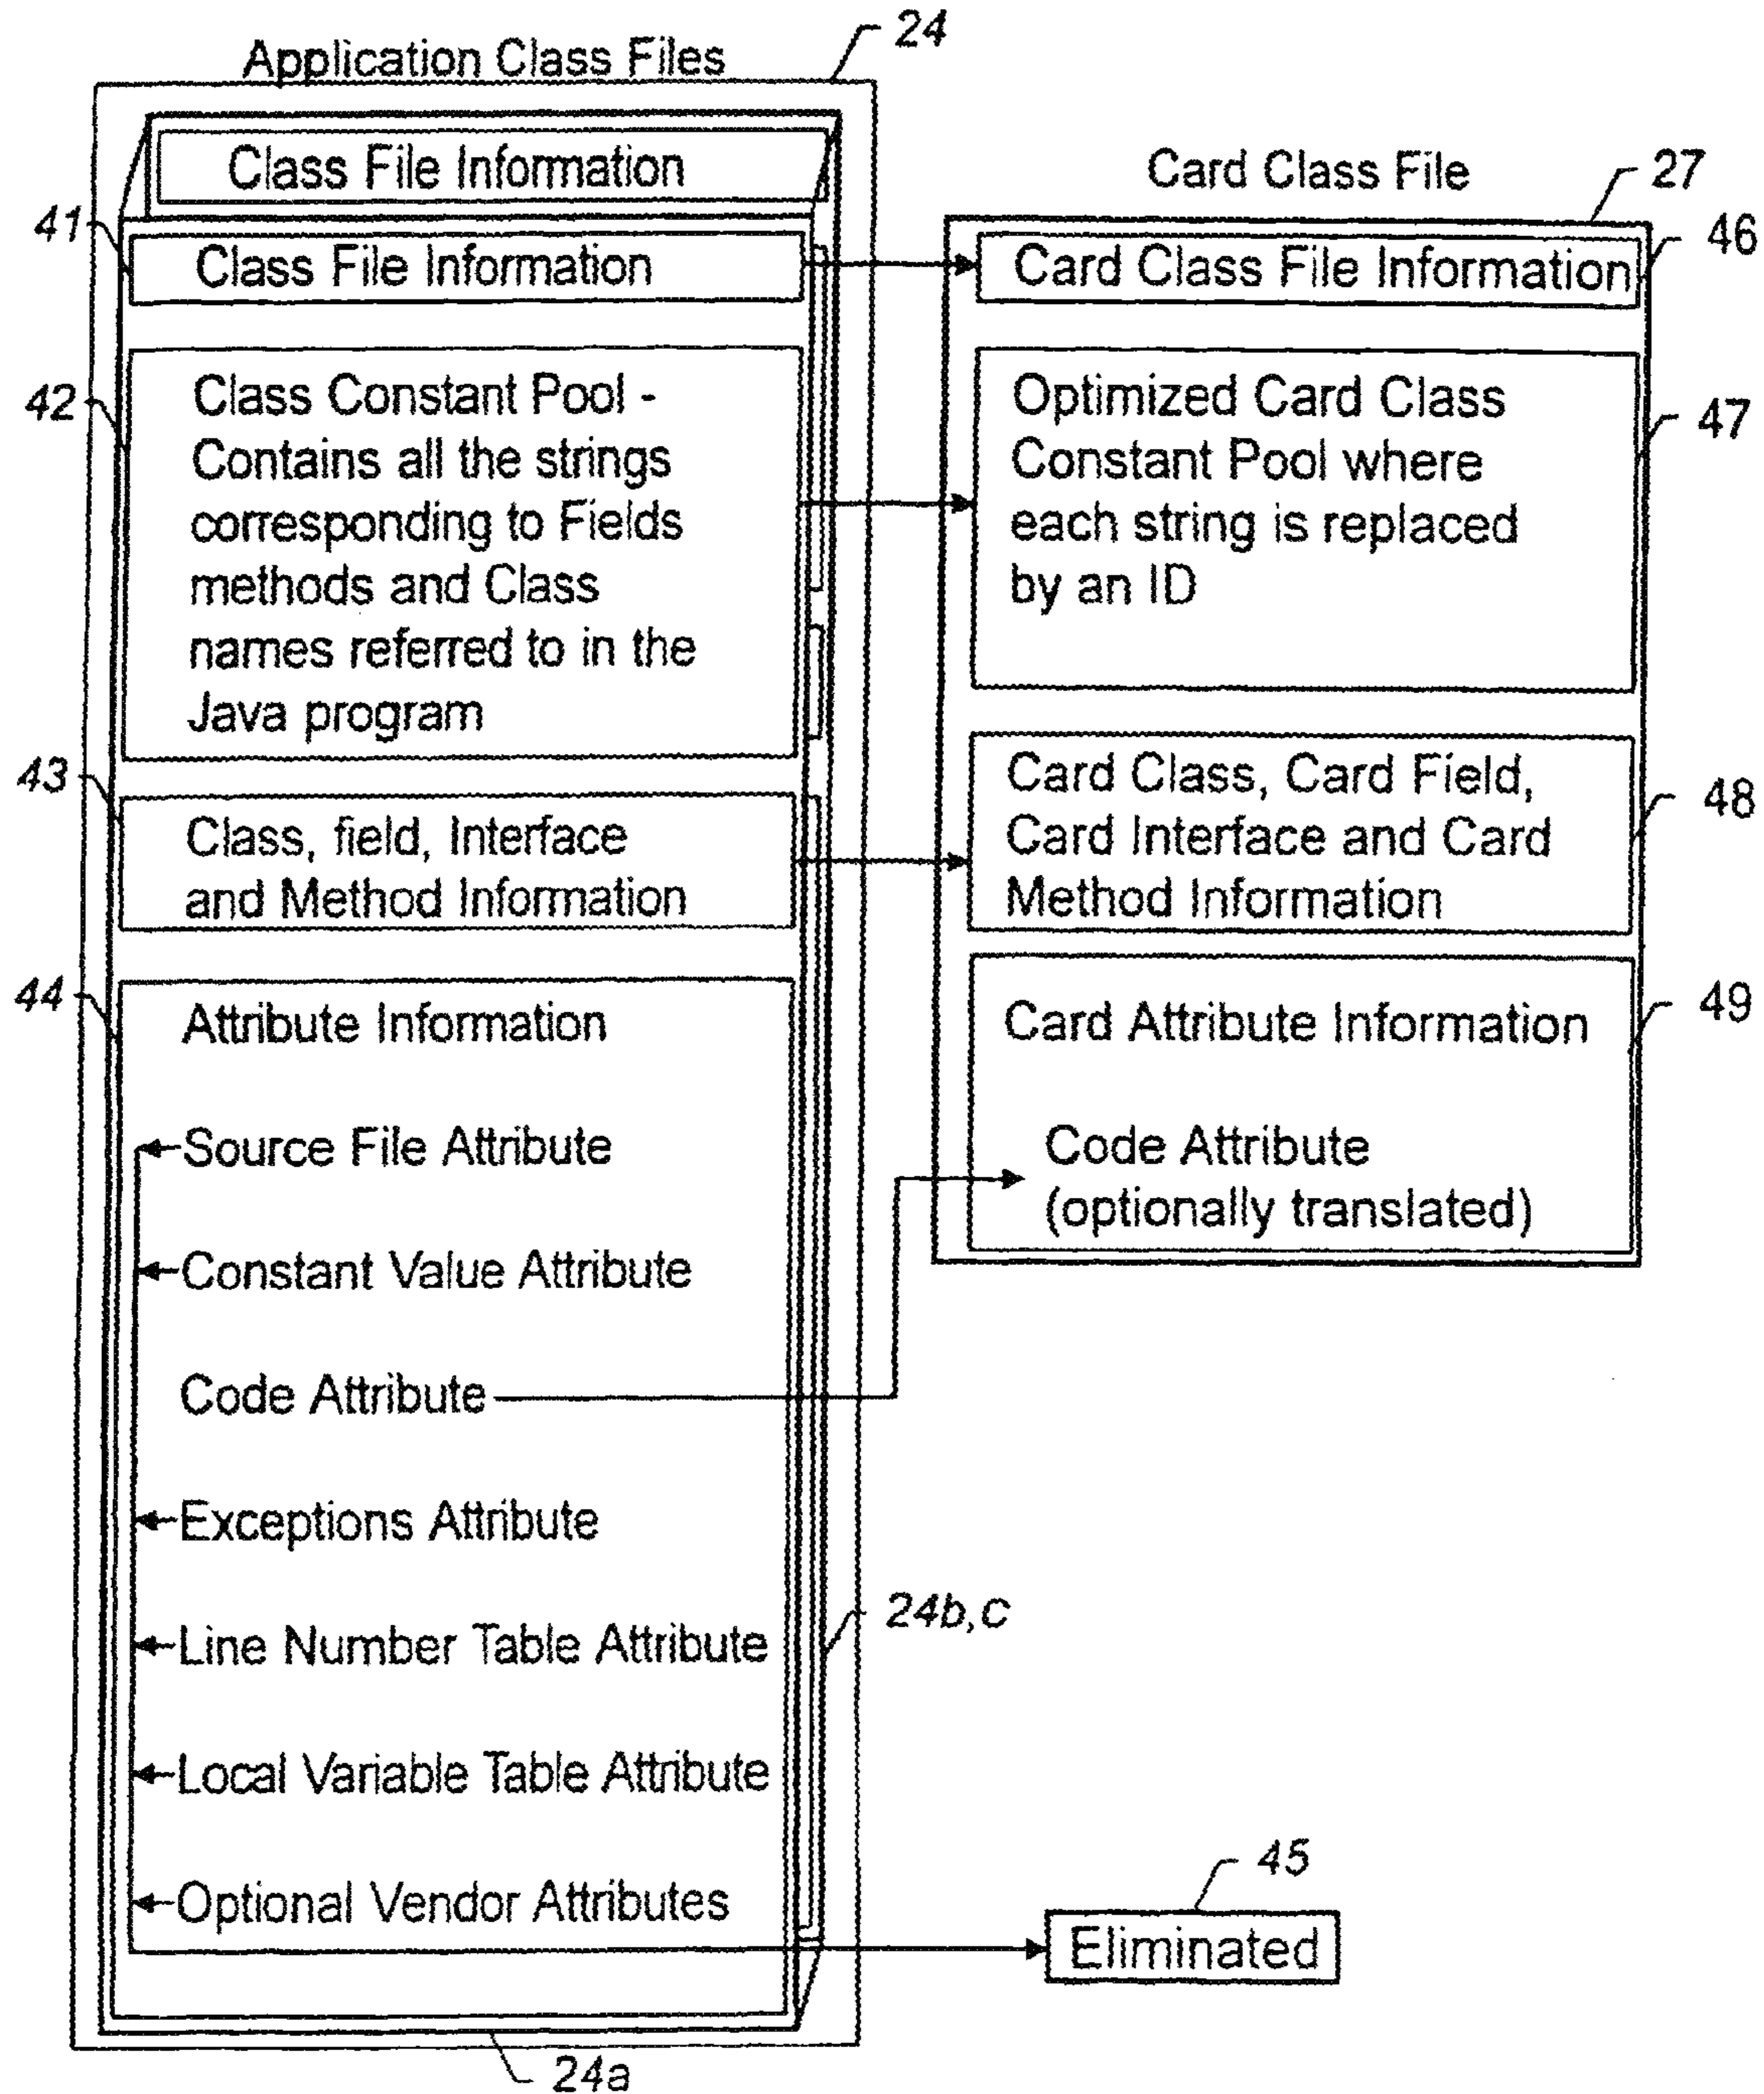 Application Class Files
24
Class File Information
41
Class File Information
42
Class Constant Pool -
Contains all the strings
corresponding to Fields
methods and Class
names referred to in the
Java program
43
Class, field, Interface
and Method Information
44
Attribute Information
Source File Attribute
Constant Value Attribute
Code Attribute
Exceptions Attribute
Line Number Table Attribute
Local Variable Table Attribute
Optional Vendor Attributes
24a
24b,c
Card Class File
27
Card Class File Information
46
Optimized Card Class
Constant Pool where
each string is replaced
by an ID
47
Card Class, Card Field,
Card Interface and Card
Method Information
48
Card Attribute Information
49
Code Attribute
(optionally translated)
45
Eliminated